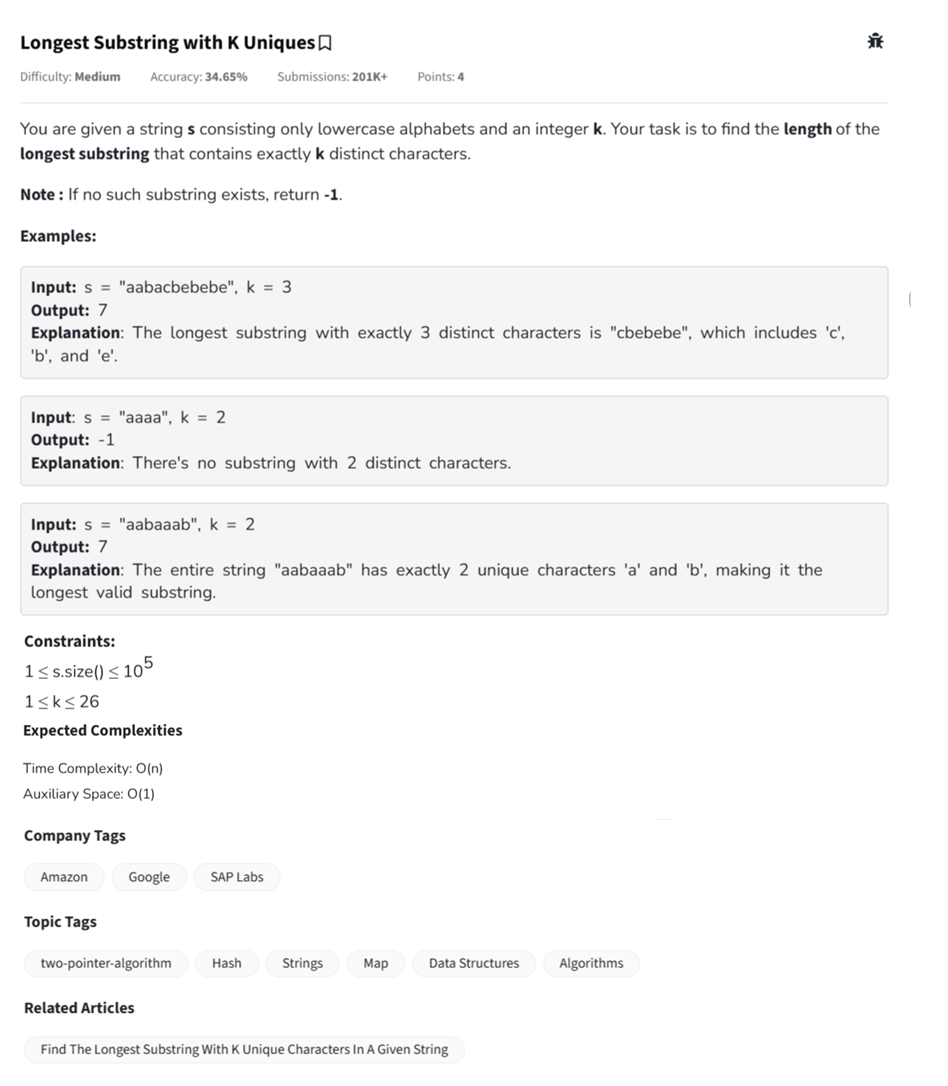 Longest Substring with K Uniques
Difficulty: Medium Accuracy: 34.65% Submissions: 201K+ Points: 4
You are given a string s consisting only lowercase alphabets and an integer k. Your task is to find the length of the
longest substring that contains exactly k distinct characters.
Note : If no such substring exists, return -1.
Examples:
Input: s = "aabacbebebe", k = 3
Output: 7
Explanation: The longest substring with exactly 3 distinct characters is "cbebebe", which includes 'c',
'b', and 'e'.
Input: s = "aaaa", k = 2
Output: -1
Explanation: There's no substring with 2 distinct characters.
Input: s = "aabaaab", k = 2
Output: 7
Explanation: The entire string "aabaaab" has exactly 2 unique characters 'a' and 'b', making it the
longest valid substring.
Constraints:
1 ≤ s.size() ≤ 10^5
1 ≤ k ≤ 26
Expected Complexities
Time Complexity: O(n)
Auxiliary Space: O(1)
Company Tags
Amazon Google SAP Labs
Topic Tags
two-pointer-algorithm Hash Strings Map Data Structures Algorithms
Related Articles
Find The Longest Substring With K Unique Characters In A Given String